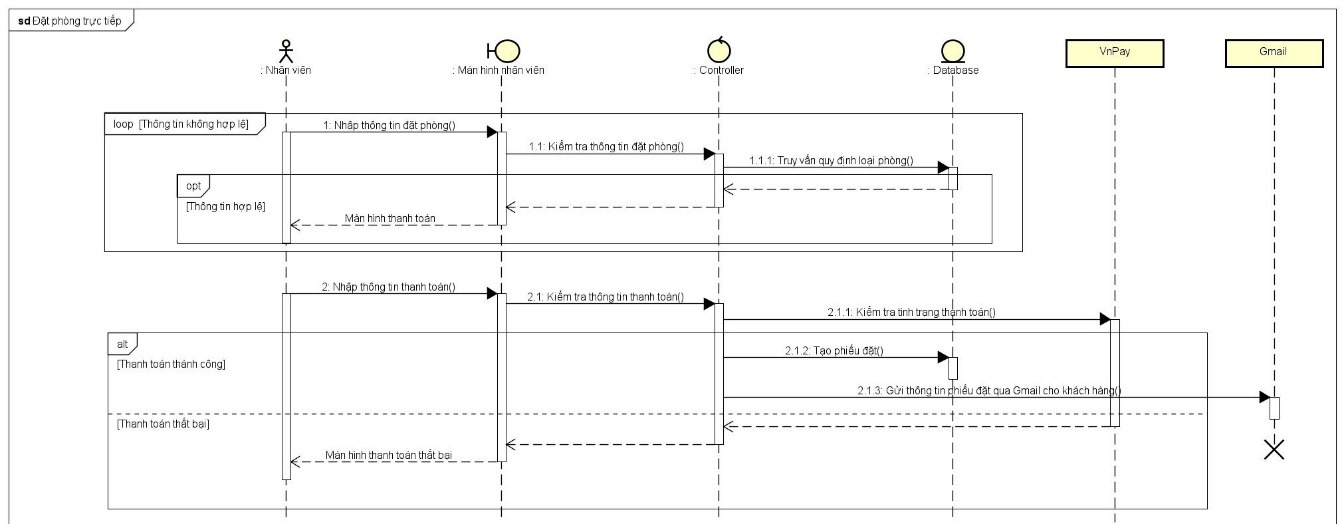 sd Đặt phòng trực tiếp
: Nhân viên
: Màn hình nhân viên
: Controller
: Database
VnPay
Gmail
loop [Thông tin không hợp lệ]
1: Nhập thông tin đặt phòng()
1.1: Kiểm tra thông tin đặt phòng()
1.1.1: Truy vấn quy định loại phòng()
opt
[Thông tin hợp lệ]
Màn hình thanh toán
2: Nhập thông tin thanh toán()
2.1: Kiểm tra thông tin thanh toán()
2.1.1: Kiểm tra tình trạng thanh toán()
alt
[Thanh toán thành công]
2.1.2: Tạo phiếu đặt()
2.1.3: Gửi thông tin phiếu đặt qua Gmail cho khách hàng()
[Thanh toán thất bại]
Màn hình thanh toán thất bại